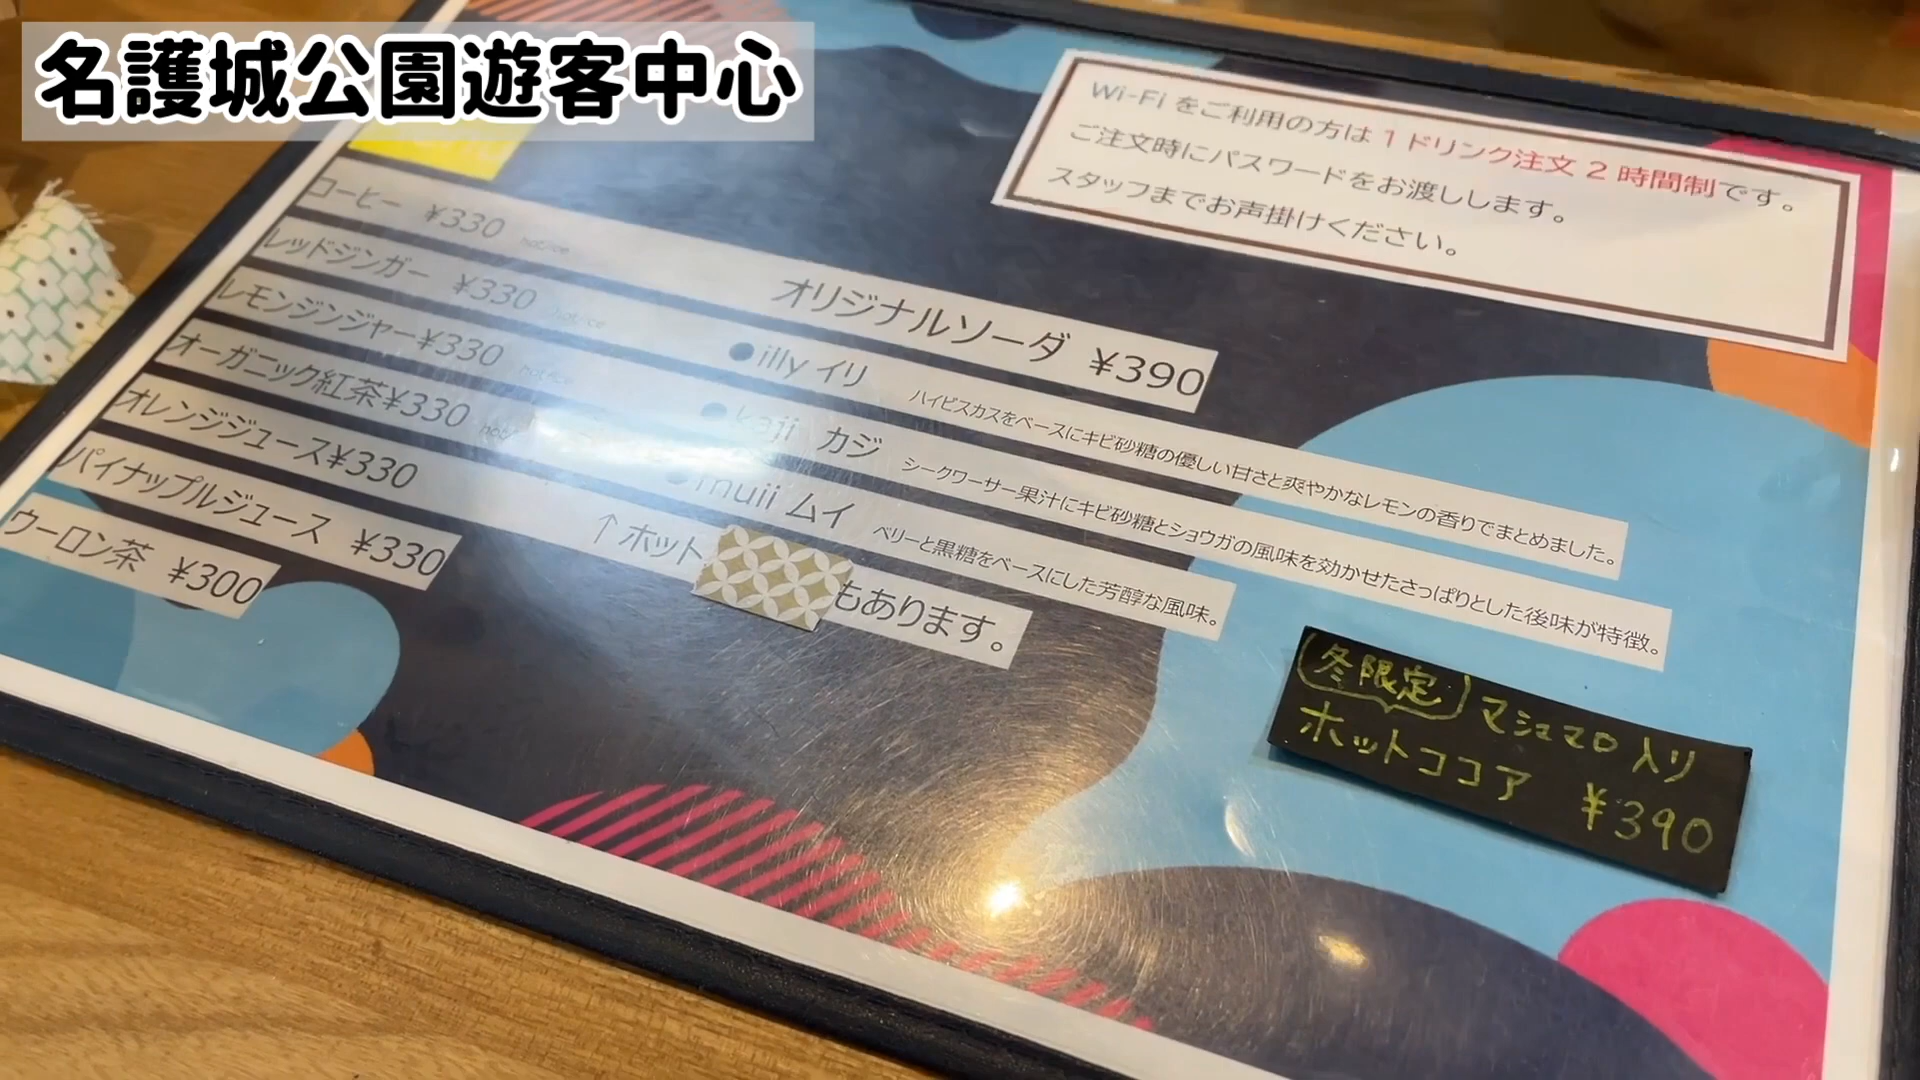 名護城公園遊客中心
Wi-Fi をご利用の方は 1 ドリンク注文 2 時間制です。
ご注文時にパスワードをお渡しします。
スタッフまでお声掛けください。
コーヒー ¥330 hot/ice
レッドジンガー ¥330 hot/ice
レモンジンジャー¥330 hot/ice
オーガニック紅茶¥330 hot/
オレンジジュース¥330
パイナップルジュース ¥330
ウーロン茶 ¥300
オリジナルソーダ ¥390
●illy イリ ハイビスカスをベースにキビ砂糖の優しい甘さと爽やかなレモンの香りでまとめました。
●kaji カジ シークワーサー果汁にキビ砂糖とショウガの風味を効かせたさっぱりとした後味が特徴。
●muii ムイ ベリーと黒糖をベースにした芳醇な風味。
↑ホット もあります。
冬限定 マシュマロ入り
ホットココア ¥390